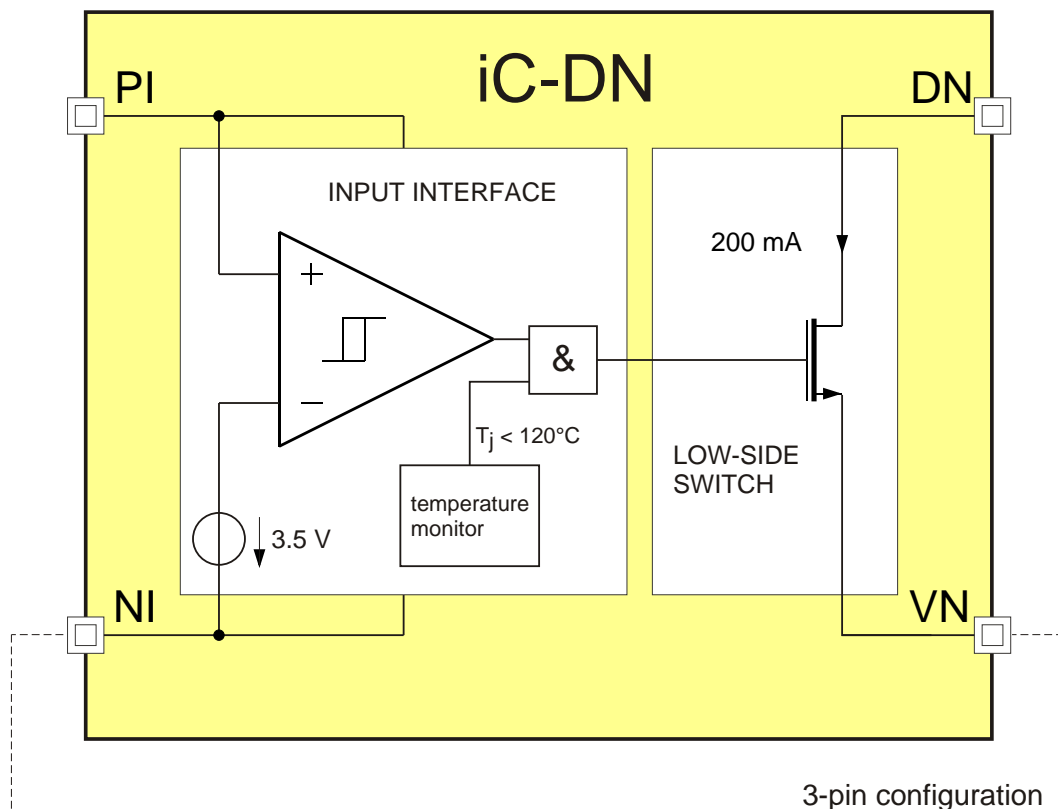 iC-DN
PI
DN
INPUT INTERFACE
200 mA
+
&
−
Tj < 120°C
LOW-SIDE
SWITCH
temperature
monitor
3.5 V
NI
VN
3-pin configuration